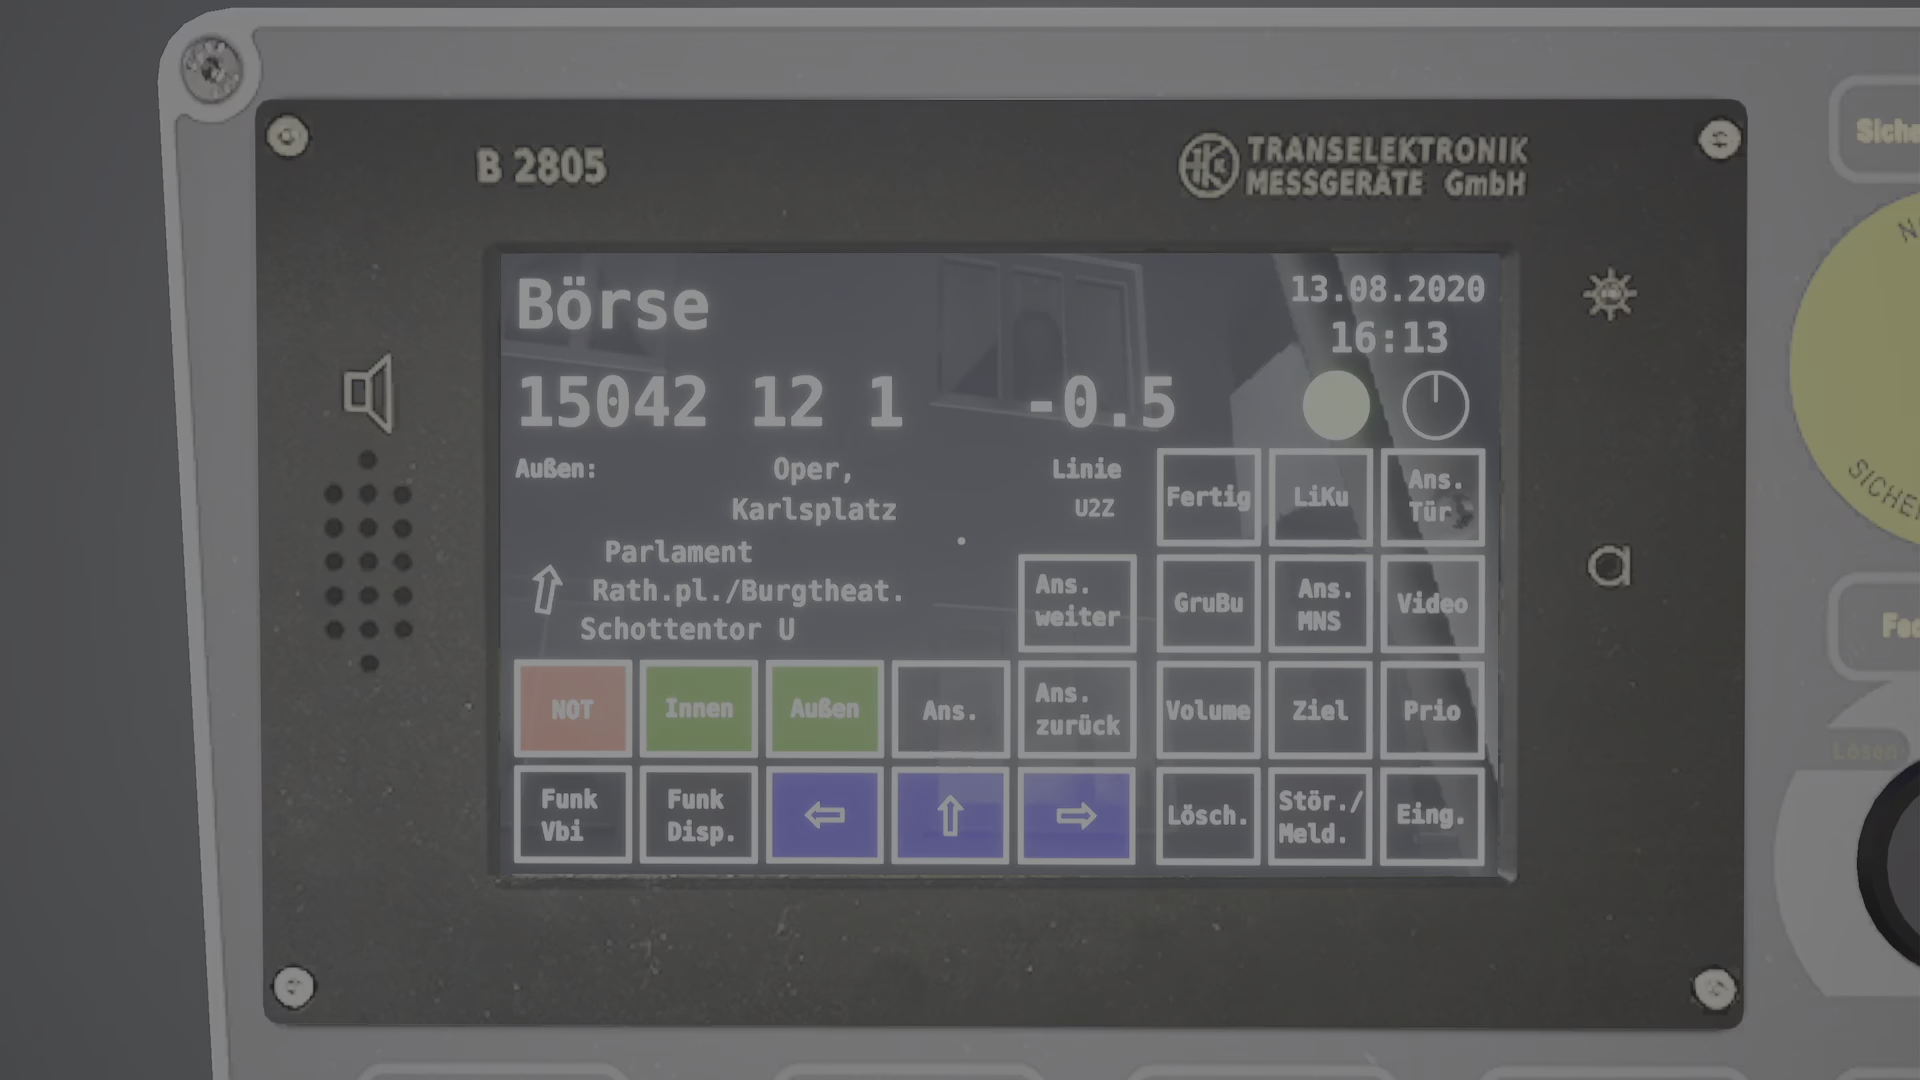 B 2805
TRANSELEKTRONIK
MESSGERÄTE GmbH
Börse
13.08.2020
16:13
15042 12 1 -0.5
Außen:
Oper,
Karlsplatz
Linie
U2Z
Parlament
Rath.pl./Burgtheat.
Schottentor U
Fertig
LiKu
Ans.
Tür
Ans.
weiter
GruBu
Ans.
MNS
Video
NOT
Innen
Außen
Ans.
Ans.
zurück
Volume
Ziel
Prio
Funk
Vbi
Funk
Disp.
Lösch.
Stör./
Meld.
Eing.
Lösen